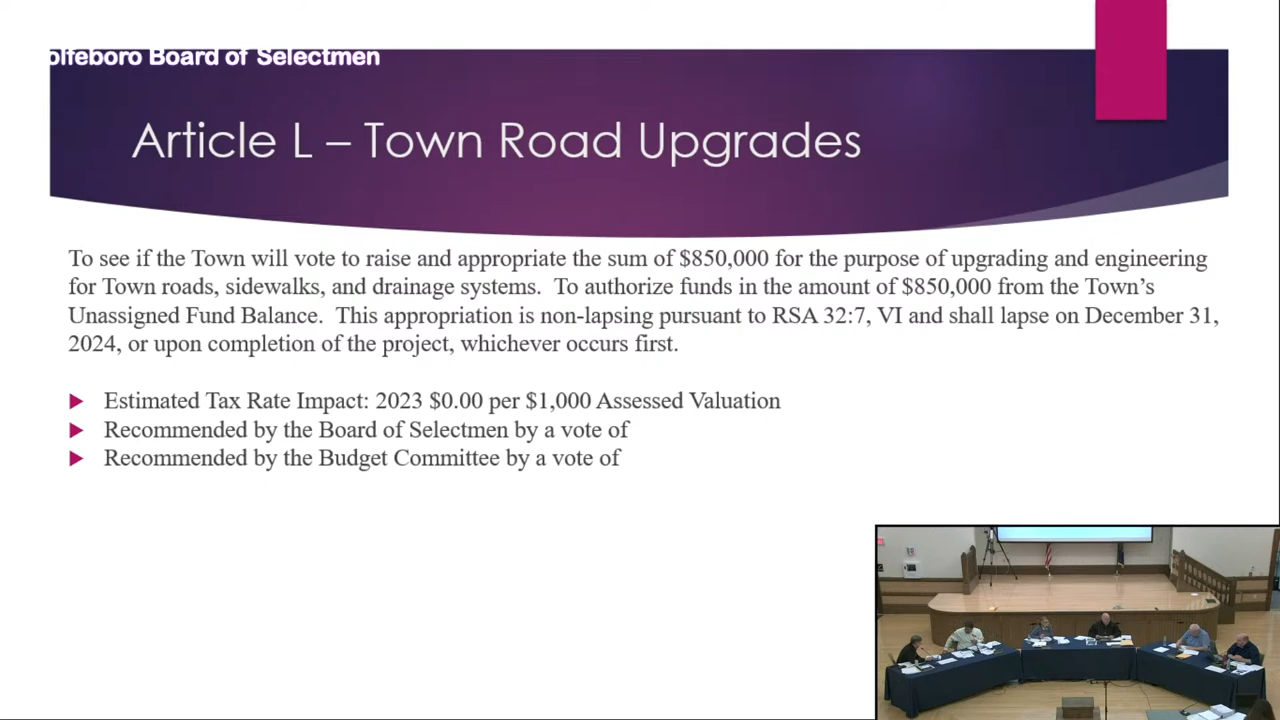 olfeboro Board of Selectmen
Article L – Town Road Upgrades
To see if the Town will vote to raise and appropriate the sum of $850,000 for the purpose of upgrading and engineering
for Town roads, sidewalks, and drainage systems. To authorize funds in the amount of $850,000 from the Town's
Unassigned Fund Balance. This appropriation is non-lapsing pursuant to RSA 32:7, VI and shall lapse on December 31,
2024, or upon completion of the project, whichever occurs first.
Estimated Tax Rate Impact: 2023 $0.00 per $1,000 Assessed Valuation
Recommended by the Board of Selectmen by a vote of
Recommended by the Budget Committee by a vote of